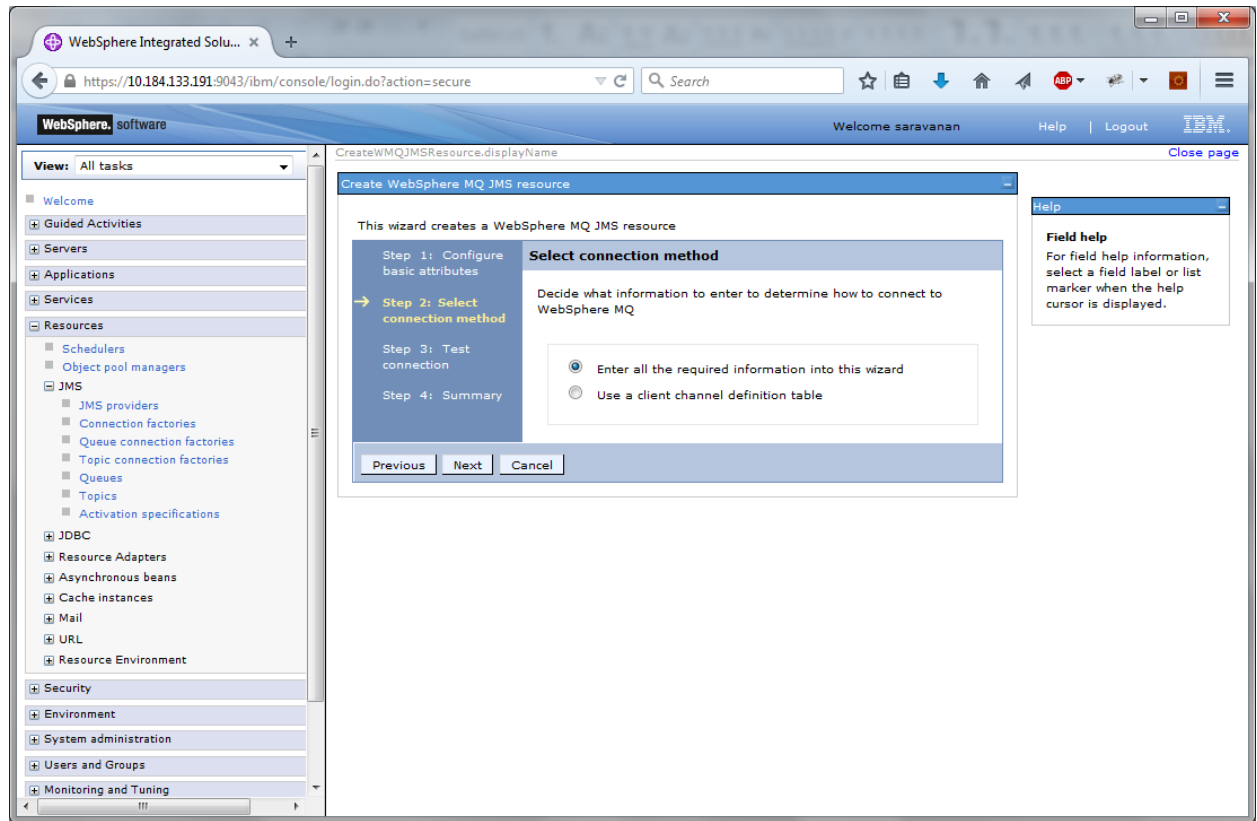 WebSphere Integrated Solu...
https://10.184.133.191:9043/ibm/console/login.do?action=secure
Search
ABP
WebSphere. software
Welcome saravanan
Help | Logout
IBM.
View: All tasks
Welcome
Guided Activities
Servers
Applications
Services
Resources
Schedulers
Object pool managers
JMS
JMS providers
Connection factories
Queue connection factories
Topic connection factories
Queues
Topics
Activation specifications
JDBC
Resource Adapters
Asynchronous beans
Cache instances
Mail
URL
Resource Environment
Security
Environment
System administration
Users and Groups
Monitoring and Tuning
CreateWMQJMSResource.displayName
Close page
Create WebSphere MQ JMS resource
This wizard creates a WebSphere MQ JMS resource
Step 1: Configure
basic attributes
Step 2: Select
connection method
Step 3: Test
connection
Step 4: Summary
Select connection method
Decide what information to enter to determine how to connect to
WebSphere MQ
Enter all the required information into this wizard
Use a client channel definition table
Previous
Next
Cancel
Help
Field help
For field help information,
select a field label or list
marker when the help
cursor is displayed.